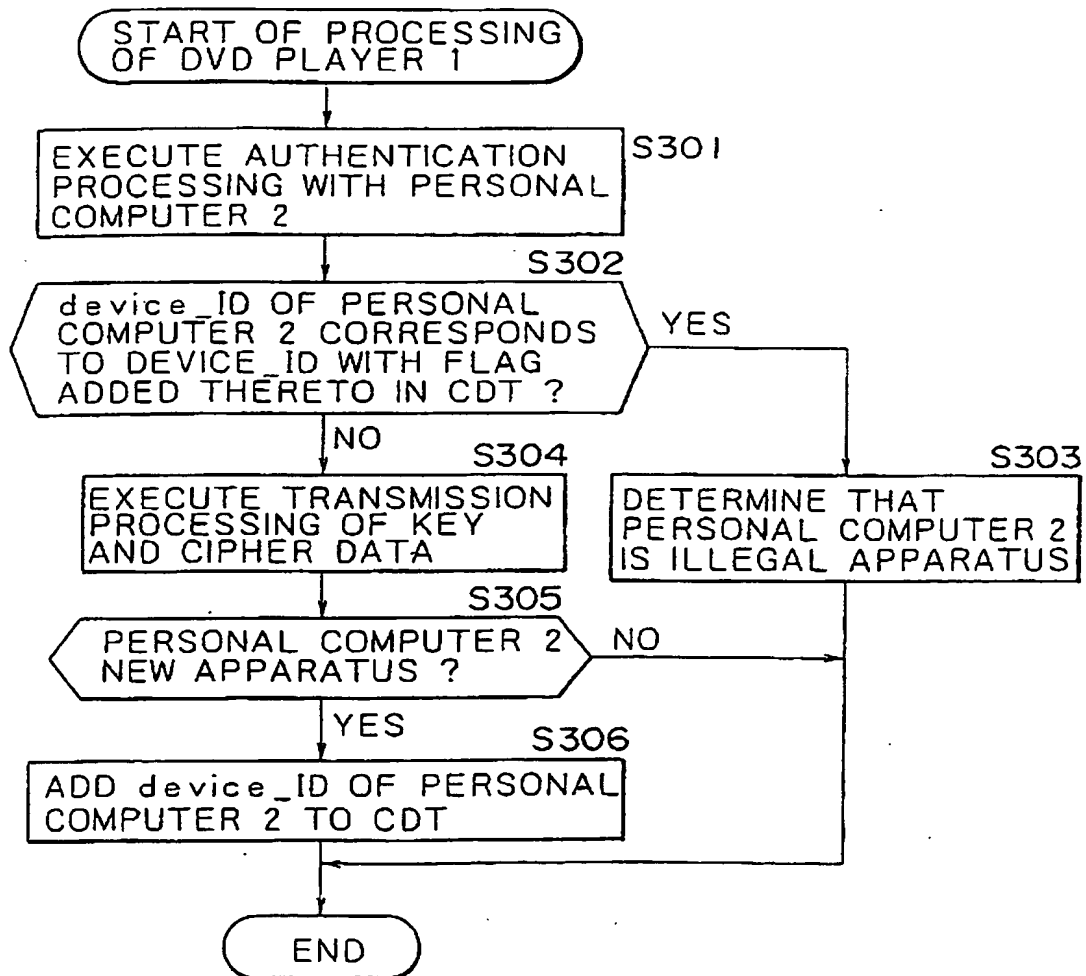 START OF PROCESSING
OF DVD PLAYER 1
EXECUTE AUTHENTICATION
PROCESSING WITH PERSONAL
COMPUTER 2
S301
S302
device_ID OF PERSONAL
COMPUTER 2 CORRESPONDS
TO DEVICE_ID WITH FLAG
ADDED THERETO IN CDT ?
YES
NO
S304
EXECUTE TRANSMISSION
PROCESSING OF KEY
AND CIPHER DATA
S303
DETERMINE THAT
PERSONAL COMPUTER 2
IS ILLEGAL APPARATUS
S305
PERSONAL COMPUTER 2
NEW APPARATUS ?
NO
YES
S306
ADD device_ID OF PERSONAL
COMPUTER 2 TO CDT
END